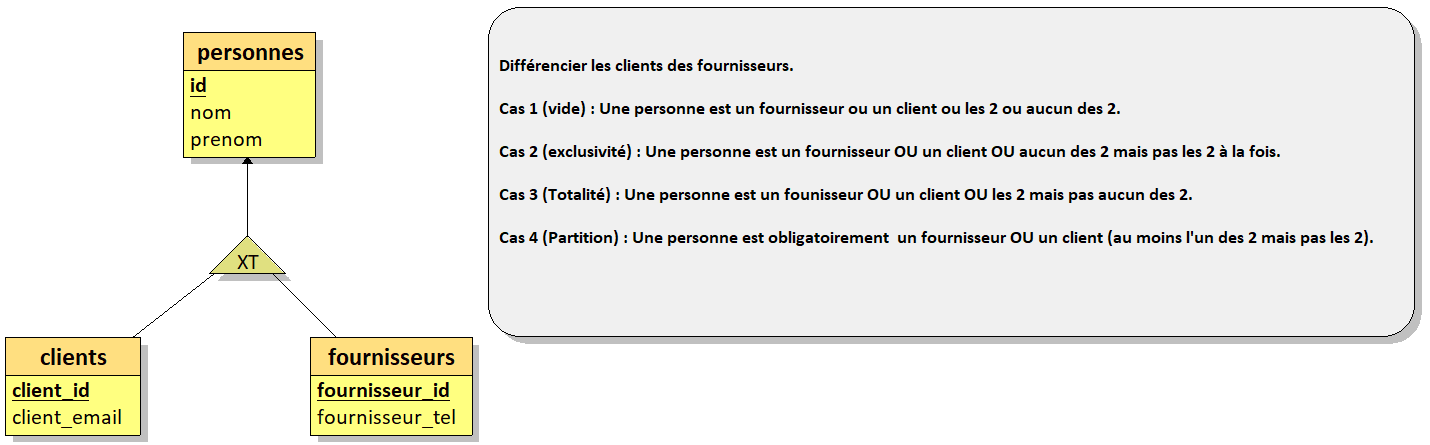 personnes
id
nom
prenom
XT
clients
client_id
client_email
fournisseurs
fournisseur_id
fournisseur_tel
Différencier les clients des fournisseurs.
Cas 1 (vide) : Une personne est un fournisseur ou un client ou les 2 ou aucun des 2.
Cas 2 (exclusivité) : Une personne est un fournisseur OU un client OU aucun des 2 mais pas les 2 à la fois.
Cas 3 (Totalité) : Une personne est un founisseur OU un client OU les 2 mais pas aucun des 2.
Cas 4 (Partition) : Une personne est obligatoirement  un fournisseur OU un client (au moins l'un des 2 mais pas les 2).